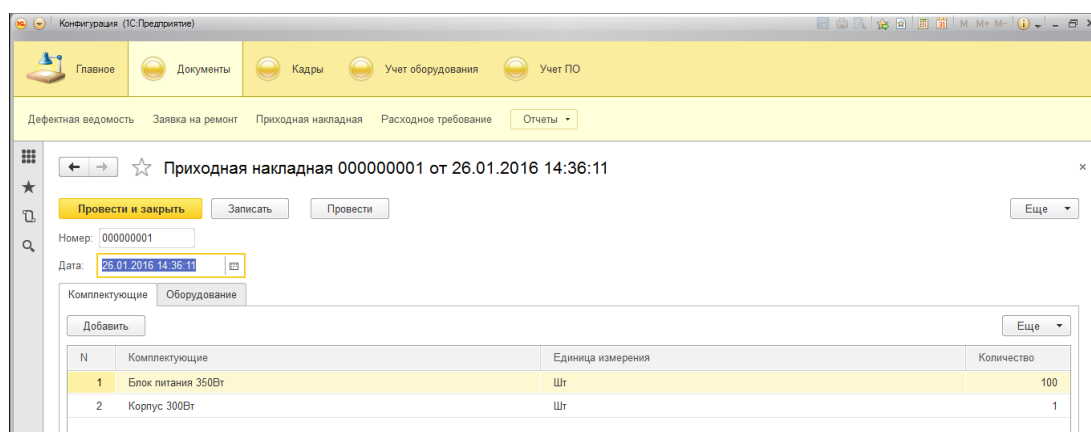 Конфигурация (1С:Предприятие) M M+ M-
Главное Документы Кадры Учет оборудования Учет ПО
Дефектная ведомость Заявка на ремонт Приходная накладная Расходное требование Отчеты
Приходная накладная 000000001 от 26.01.2016 14:36:11
Провести и закрыть Записать Провести Еще
Номер: 000000001
Дата: 26.01.2016 14:36:11
Комплектующие Оборудование
Добавить Еще
N Комплектующие Единица измерения Количество
1 Блок питания 350Вт Шт 100
2 Корпус 300Вт Шт 1